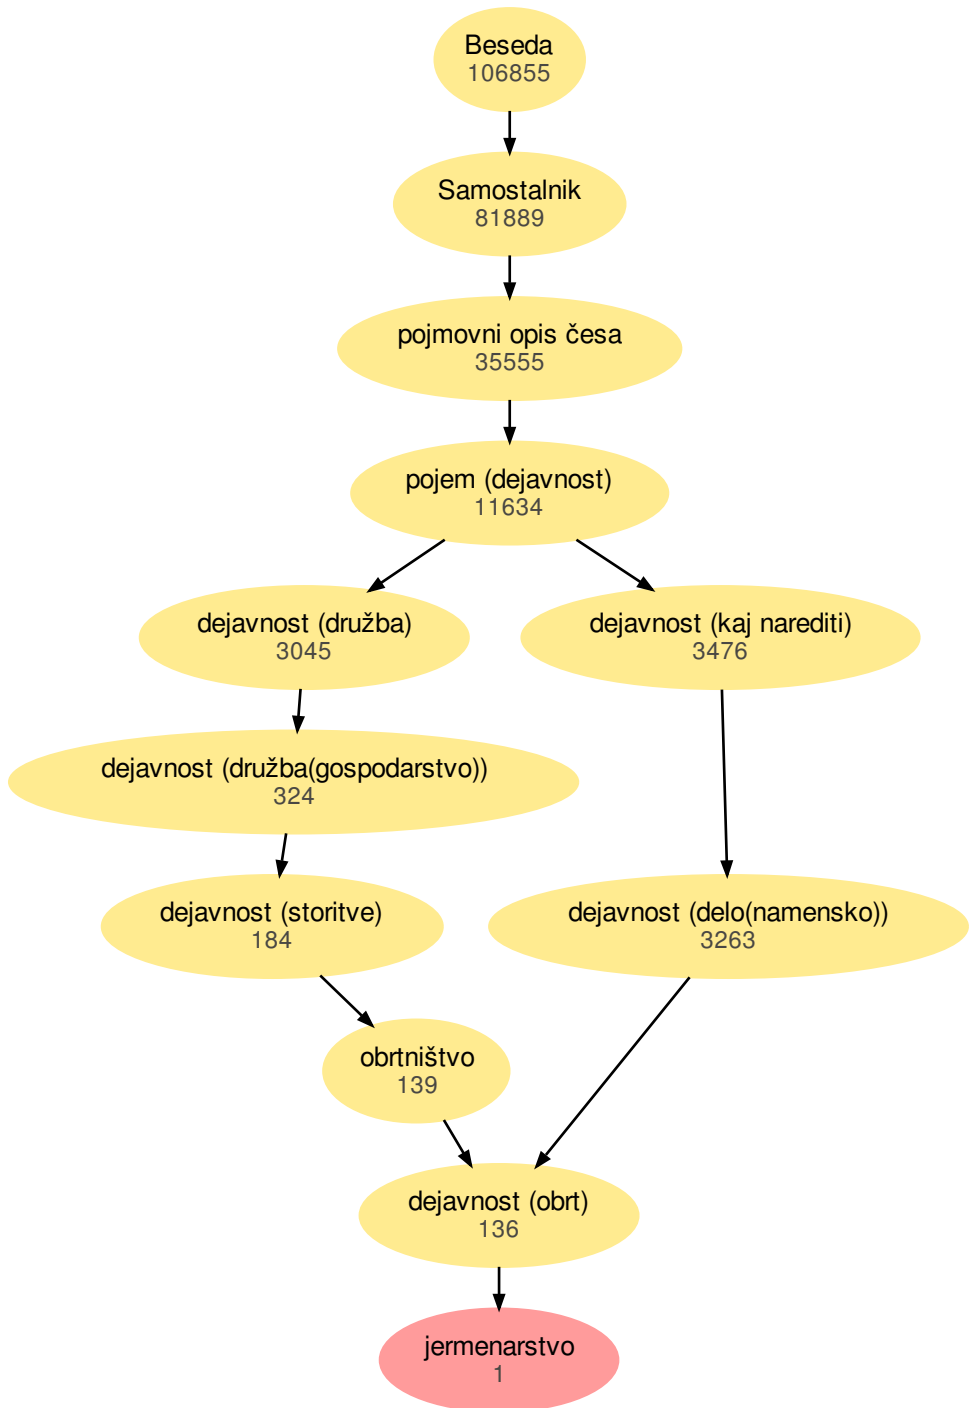 Beseda
106855
Samostalnik
81889
pojmovni opis česa
35555
pojem (dejavnost)
11634
dejavnost (družba)
3045
dejavnost (kaj narediti)
3476
dejavnost (družba(gospodarstvo))
324
dejavnost (storitve)
184
dejavnost (delo(namensko))
3263
obrtništvo
139
dejavnost (obrt)
136
jermenarstvo
1